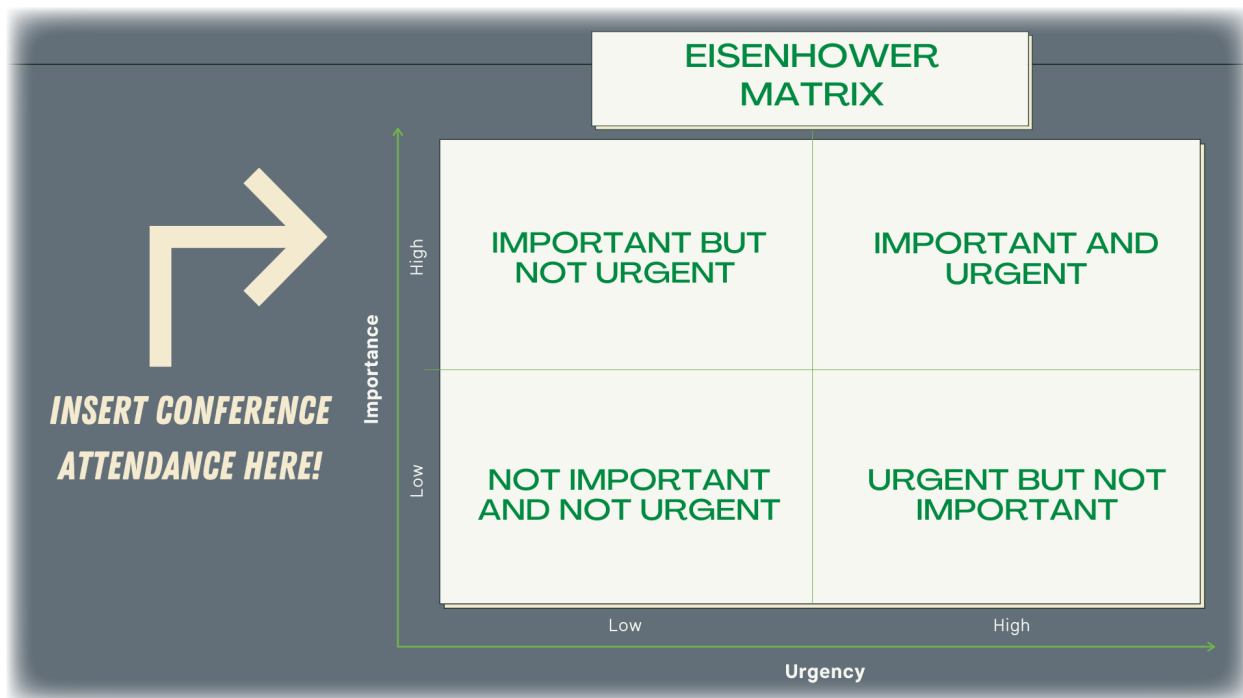 EISENHOWER
MATRIX
IMPORTANT BUT
NOT URGENT
IMPORTANT AND
URGENT
High
Importance
INSERT CONFERENCE
ATTENDANCE HERE!
Low
NOT IMPORTANT
AND NOT URGENT
URGENT BUT NOT
IMPORTANT
Low
High
Urgency